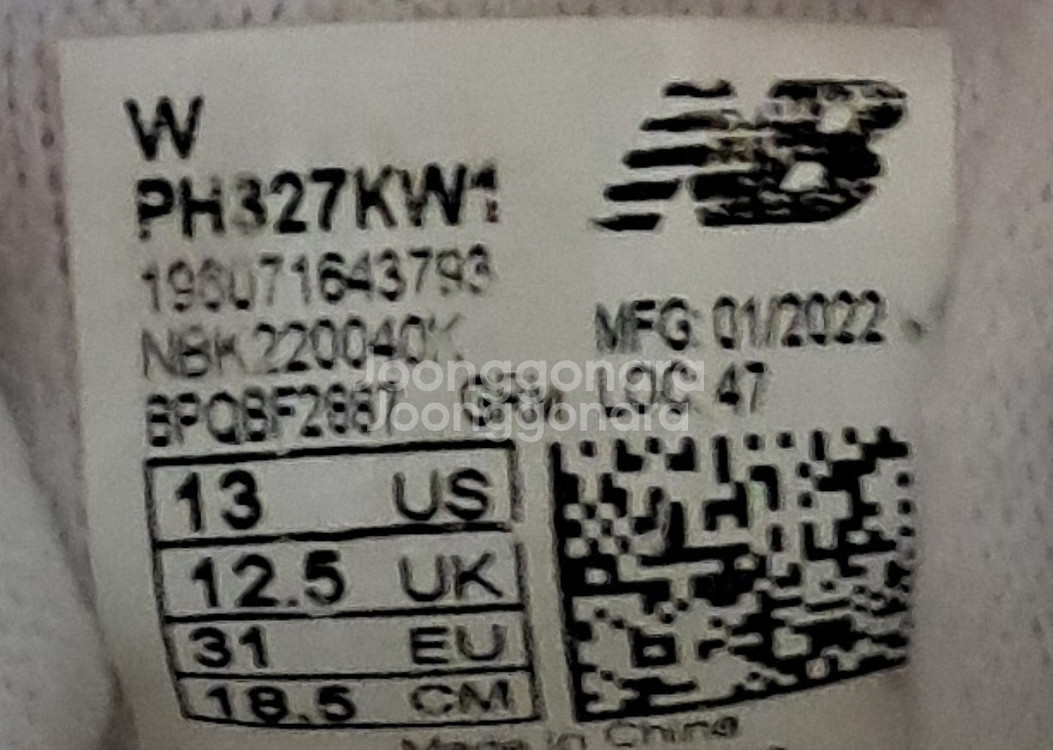 W
PH327KW1
196071643793
NBK220040K
MFG: 01/2022
BPQBF2887
LOC: 47
13 US
12.5 UK
31 EU
18.5 CM
Made in China
Joonggonara
Joonggonara